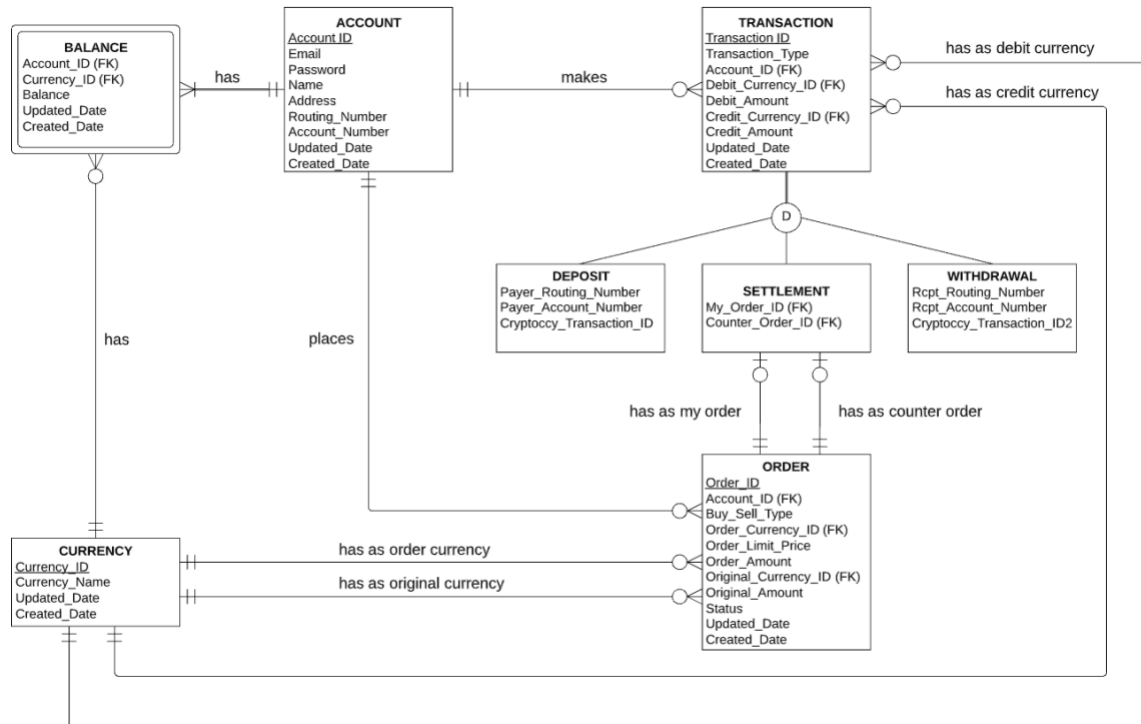 BALANCE
Account_ID (FK)
Currency_ID (FK)
Balance
Updated_Date
Created_Date
has
ACCOUNT
Account ID
Email
Password
Name
Address
Routing_Number
Account_Number
Updated_Date
Created_Date
makes
TRANSACTION
Transaction ID
Transaction_Type
Account_ID (FK)
Debit_Currency_ID (FK)
Debit_Amount
Credit_Currency_ID (FK)
Credit_Amount
Updated_Date
Created_Date
has as debit currency
has as credit currency
D
DEPOSIT
Payer_Routing_Number
Payer_Account_Number
Cryptoccy_Transaction_ID
SETTLEMENT
My_Order_ID (FK)
Counter_Order_ID (FK)
WITHDRAWAL
Rcpt_Routing_Number
Rcpt_Account_Number
Cryptoccy_Transaction_ID2
has
places
has as my order
has as counter order
CURRENCY
Currency_ID
Currency_Name
Updated_Date
Created_Date
has as order currency
has as original currency
ORDER
Order_ID
Account_ID (FK)
Buy_Sell_Type
Order_Currency_ID (FK)
Order_Limit_Price
Order_Amount
Original_Currency_ID (FK)
Original_Amount
Status
Updated_Date
Created_Date